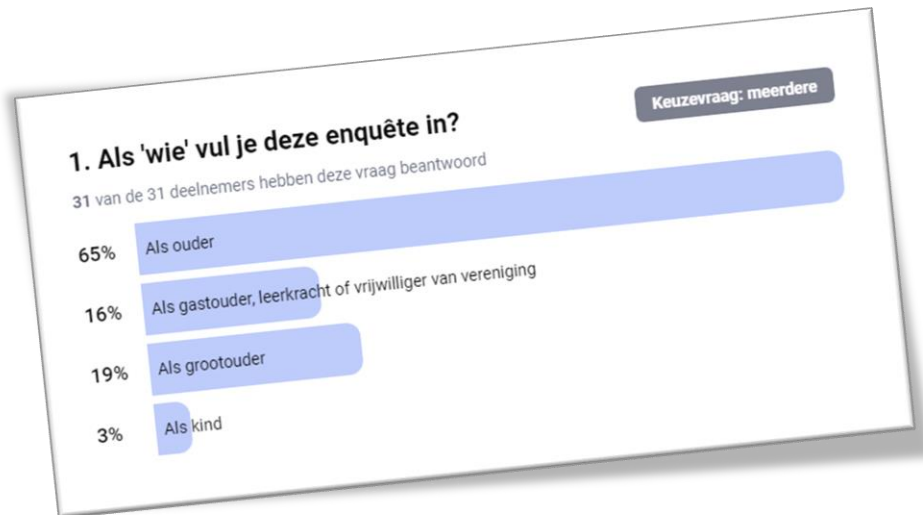 Keuzevraag: meerdere
1. Als 'wie' vul je deze enquête in?
31 van de 31 deelnemers hebben deze vraag beantwoord
65% Als ouder
16% Als gastouder, leerkracht of vrijwilliger van vereniging
19% Als grootouder
3% Als kind